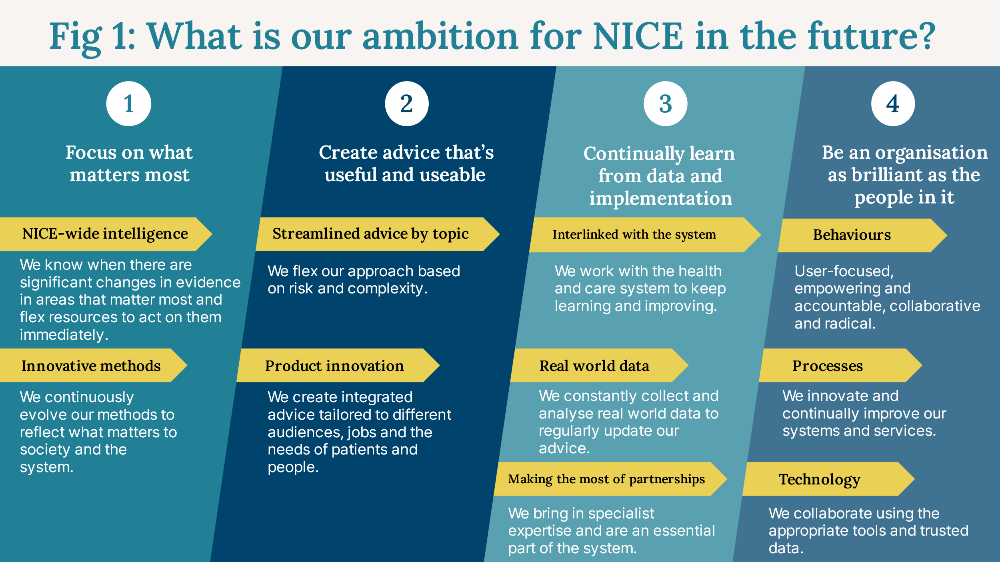 Fig 1: What is our ambition for NICE in the future?
1
Focus on what
matters most
NICE-wide intelligence
We know when there are
significant changes in evidence
in areas that matter most and
flex resources to act on them
immediately.
Innovative methods
We continuously
evolve our methods to
reflect what matters to
society and the
system.
2
Create advice that’s
useful and useable
Streamlined advice by topic
We flex our approach based
on risk and complexity.
Product innovation
We create integrated
advice tailored to different
audiences, jobs and the
needs of patients and
people.
3
Continually learn
from data and
implementation
Interlinked with the system
We work with the health
and care system to keep
learning and improving.
Real world data
We constantly collect and
analyse real world data to
regularly update our
advice.
Making the most of partnerships
We bring in specialist
expertise and are an essential
part of the system.
4
Be an organisation
as brilliant as the
people in it
Behaviours
User-focused,
empowering and
accountable, collaborative
and radical.
Processes
We innovate and
continually improve our
systems and services.
Technology
We collaborate using the
appropriate tools and trusted
data.